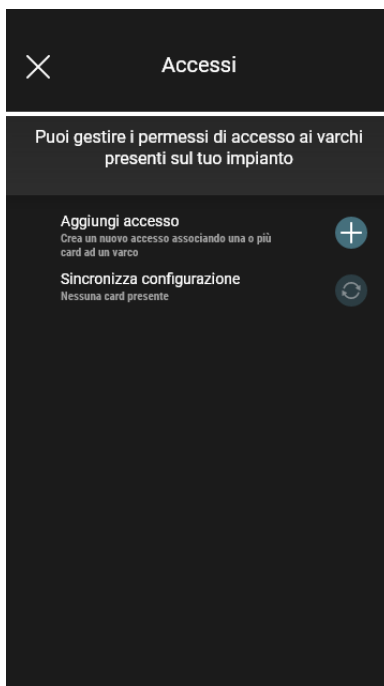 Accessi
Puoi gestire i permessi di accesso ai varchi
presenti sul tuo impianto
Aggiungi accesso
Crea un nuovo accesso associando una o più
card ad un varco
Sincronizza configurazione
Nessuna card presente